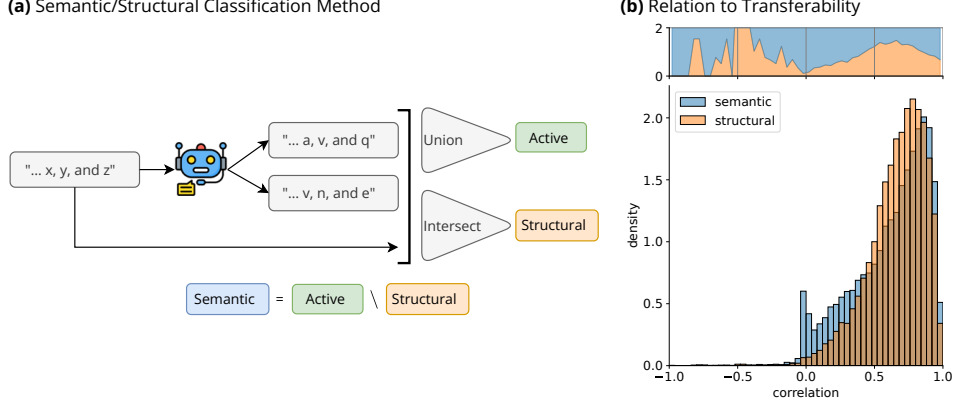 (a) Semantic/Structural Classification Method
"... x, y, and z"
"... a, v, and q"
"... v, n, and e"
Union
Active
Intersect
Structural
Semantic = Active \ Structural
(b) Relation to Transferability
2
0
semantic
structural
2.0
1.5
1.0
0.5
0.0
density
−1.0 −0.5 0.0 0.5 1.0
correlation